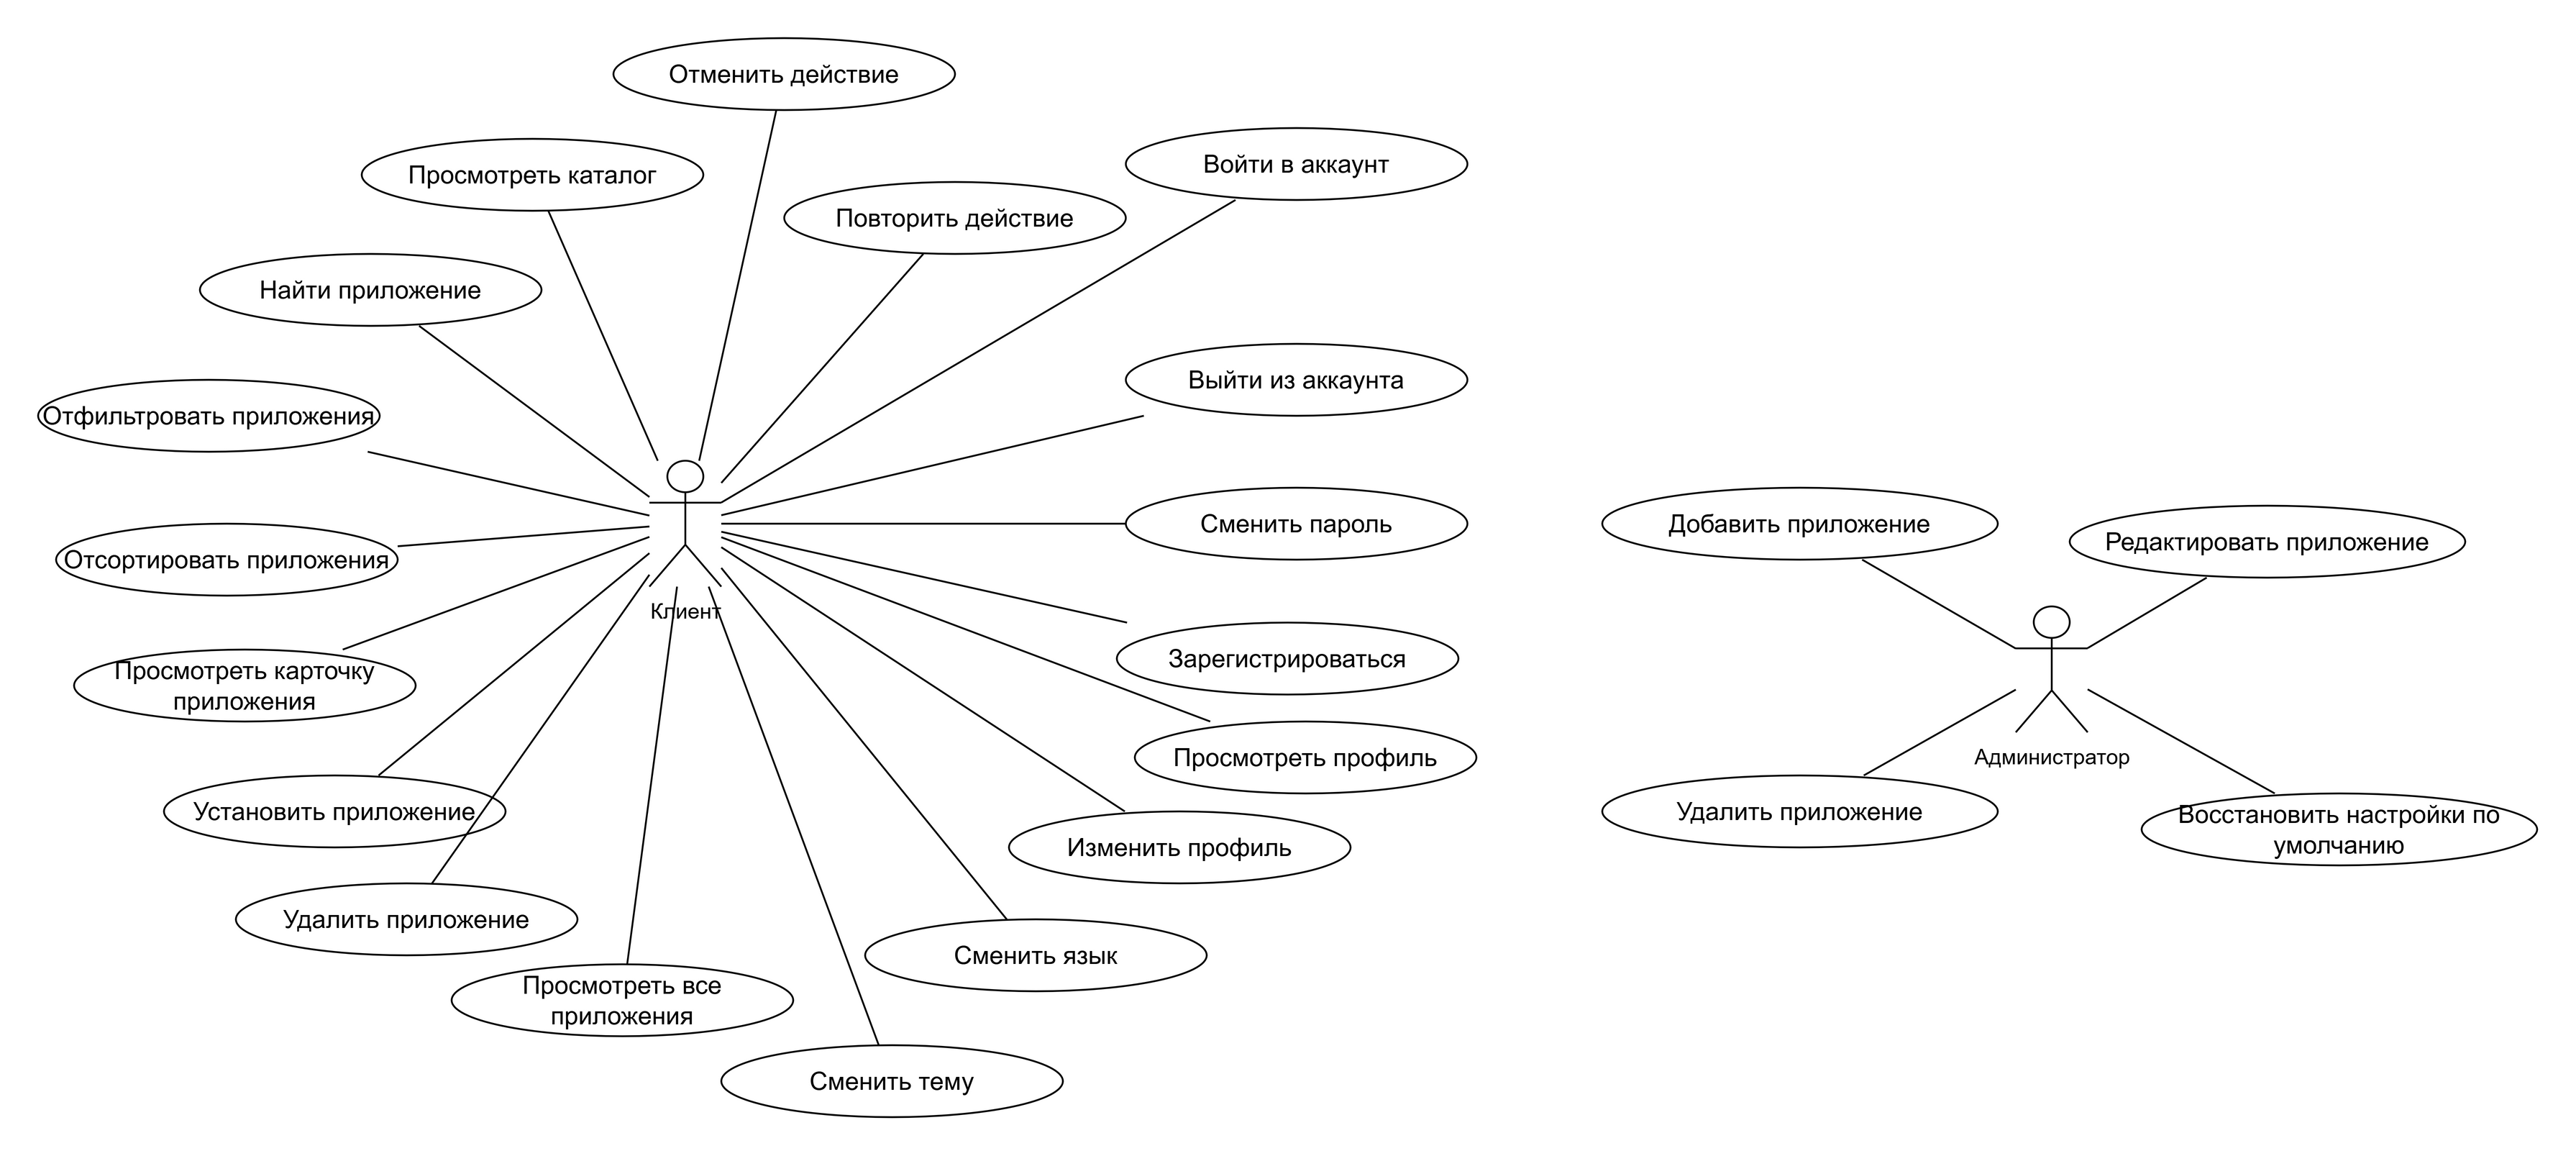 Отменить действие
Войти в аккаунт
Просмотреть каталог
Повторить действие
Найти приложение
Выйти из аккаунта
Отфильтровать приложения
Сменить пароль
Добавить приложение
Редактировать приложение
Отсортировать приложения
Клиент
Зарегистрироваться
Просмотреть карточку
приложения
Просмотреть профиль
Администратор
Установить приложение
Удалить приложение
Восстановить настройки по
умолчанию
Изменить профиль
Удалить приложение
Сменить язык
Просмотреть все
приложения
Сменить тему